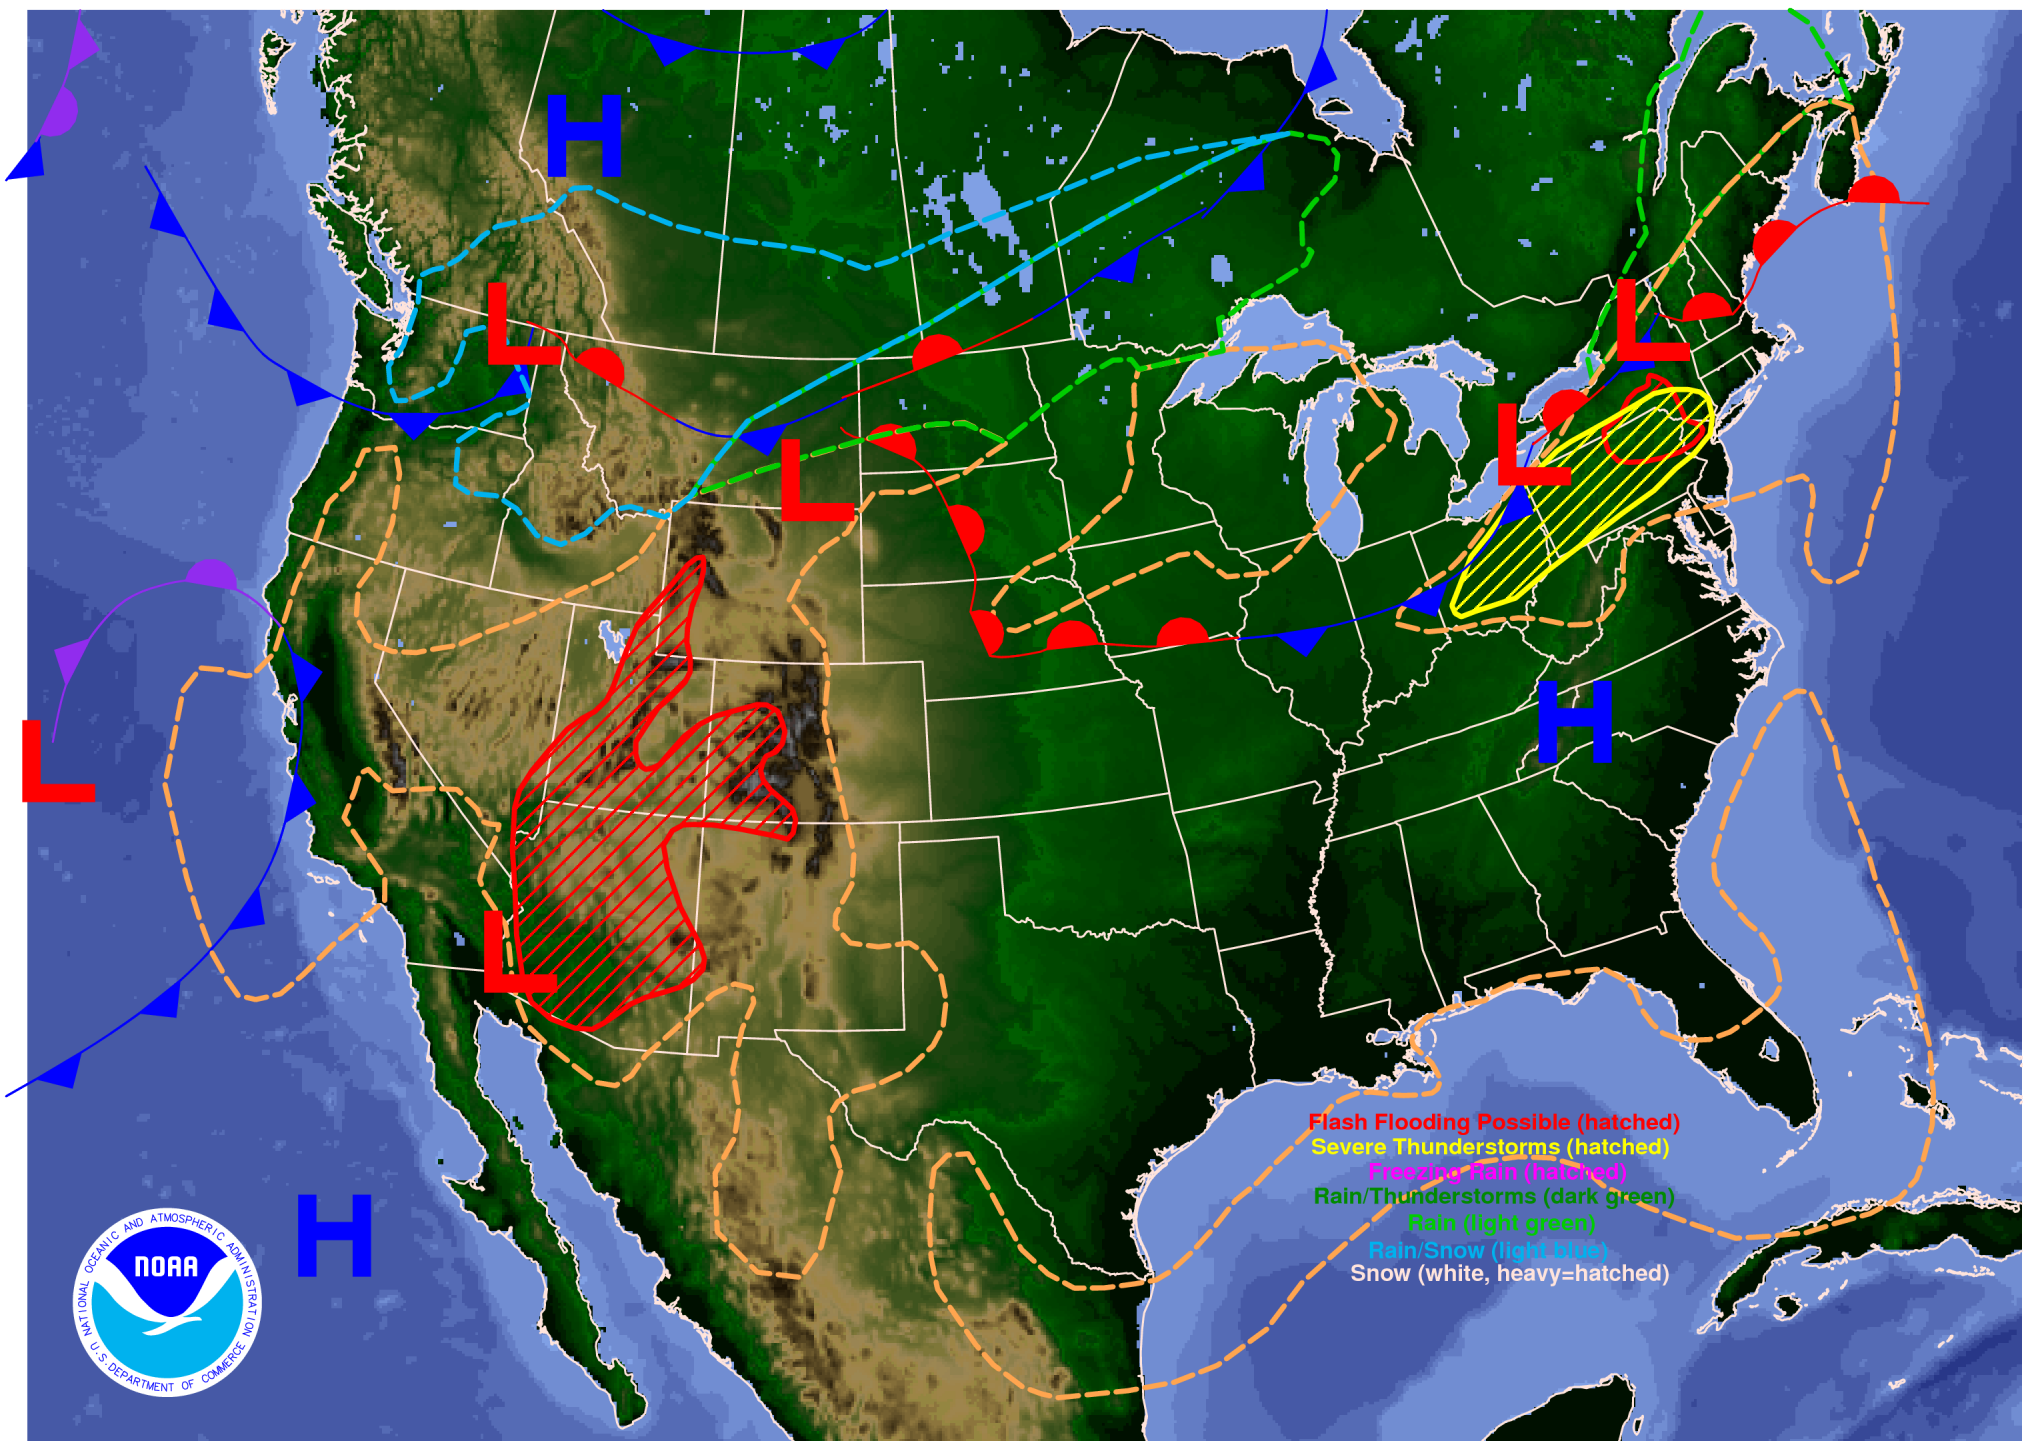 H
L
L
L
L
H
L
L
Flash Flooding Possible (hatched)
Severe Thunderstorms (hatched)
Freezing Rain (hatched)
Rain/Thunderstorms (dark green)
Rain (light green)
Rain/Snow (light blue)
Snow (white, heavy=hatched)
H
NATIONAL OCEANIC AND ATMOSPHERIC ADMINISTRATION
NOAA
U.S. DEPARTMENT OF COMMERCE